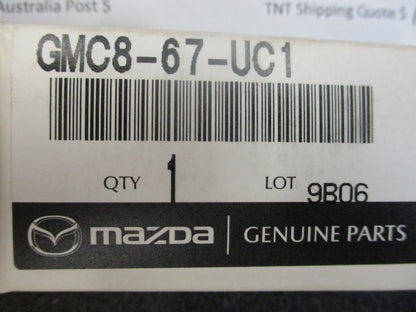 Australia Post $
TNT Shipping Quote $
GMC8-67-UC1
QTY 1 LOT 9B06
mazda GENUINE PARTS